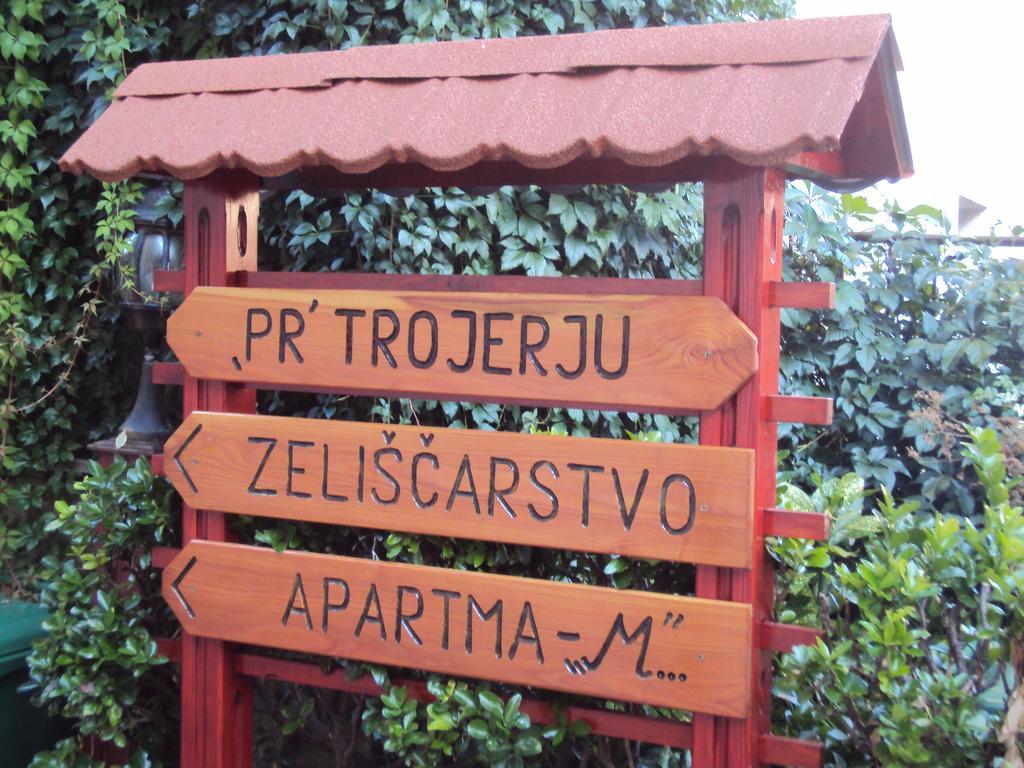 ‚PR' TROJERJU
< ZELIŠČARSTVO
< APARTMA - „M"...